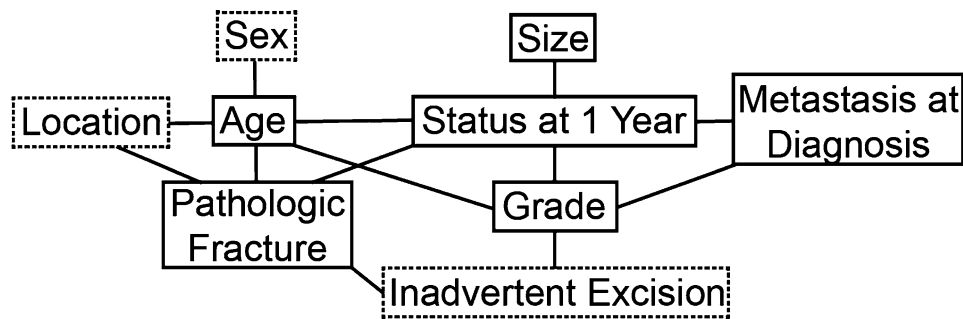 Sex
Size
Location
Age
Status at 1 Year
Metastasis at
Diagnosis
Pathologic
Fracture
Grade
Inadvertent Excision